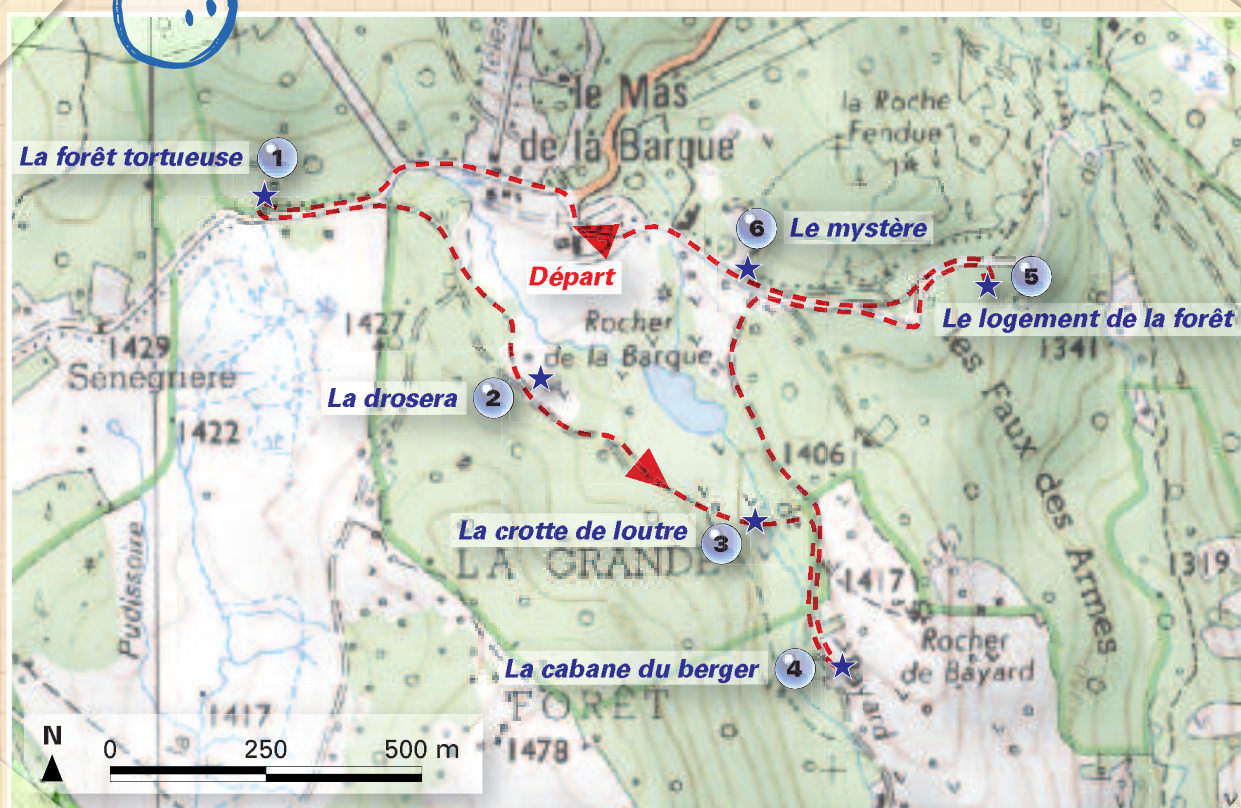 le Mas
de la Barque
la Roche
Fendue
La forêt tortueuse
1
6
Le mystère
5
Départ
Le logement de la forêt
Rocher
de la Barque
1427
1429
1341
Sénégrière
La drosera
2
1422
1406
La crotte de loutre
3
LA GRANDE
1417
1319
Pudissoire
des Faux des Armes
Rocher
de Bayard
La cabane du berger
4
FORÊT
1417
1478
N
0
250
500 m